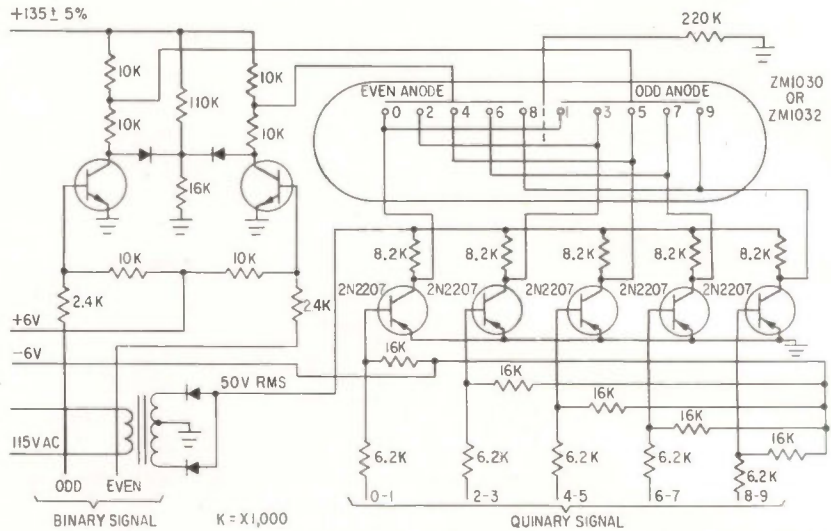 +135 ± 5%
220 K
10K
10K
110K
10K
10K
16K
EVEN ANODE ODD ANODE
ZM1030
OR
ZM1032
0 2 4 6 8 1 3 5 7 9
8.2K 8.2K 8.2K 8.2K 8.2K
10K 10K
2N2207 2N2207 2N2207 2N2207 2N2207
2.4K
2.4K
+6V
-6V
16K
16K
16K
16K
16K
50V RMS
115V AC
6.2K 6.2K 6.2K 6.2K 6.2K
ODD EVEN
0-1 2-3 4-5 6-7 8-9
BINARY SIGNAL K = X1,000 QUINARY SIGNAL